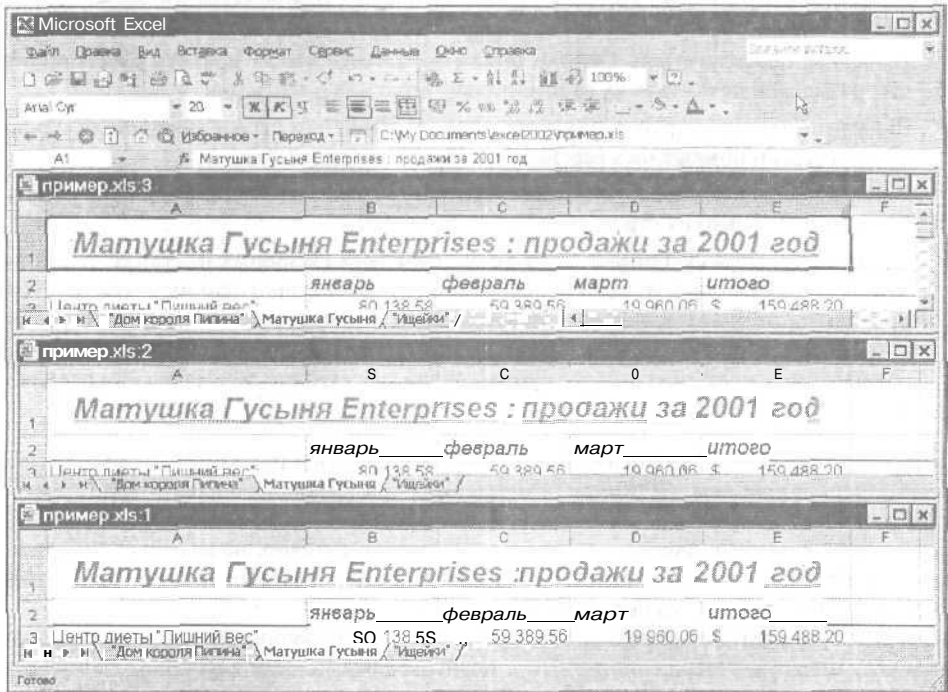 Microsoft Excel
Файл Правка Вид Вставка Формат Сервис Данные Окно Справка
100%
Arial Cyr 20 Ж К Ч
Избранное Переход C:\My Documents\excel2002\пример.xls
A1 fx Матушка Гусыня Enterprises : продажи за 2001 год
пример.xls:3
A B C D E F
1 Матушка Гусыня Enterprises : продажи за 2001 год
2 январь февраль март итого
3 Центр диеты "Лишний вес" 80 138.58 59 389.56 19 960.06 $ 159 488.20
"Дом короля Пипина" Матушка Гусыня "Ищейки"
пример.xls:2
A S C 0 E F
1 Матушка Гусыня Enterprises : продажи за 2001 год
2 январь февраль март итого
3 Центр диеты "Лишний вес" 80 138.58 59 389.56 19 960.06 $ 159 488.20
"Дом короля Пипина" Матушка Гусыня "Ищейки"
пример.xls:1
A B C D E F
1 Матушка Гусыня Enterprises :продажи за 2001 год
2 январь февраль март итого
3 Центр диеты "Лишний вес" SO 138.5S 59 389.56 19 960.06 $ 159 488.20
"Дом короля Пипина" Матушка Гусыня "Ищейки"
Готово